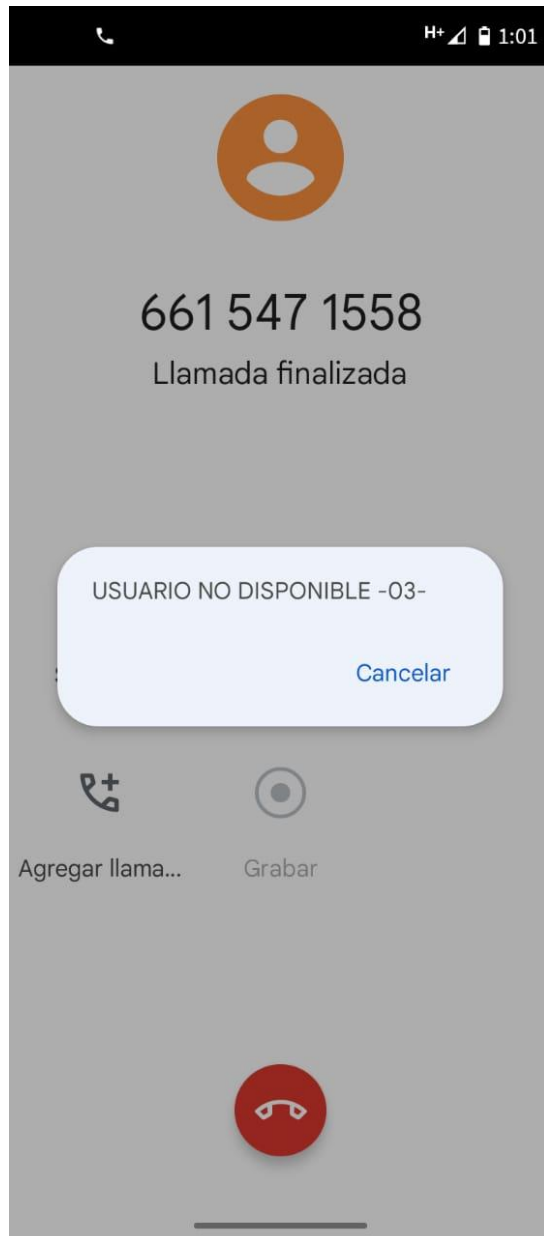 H+ 1:01
661 547 1558
Llamada finalizada
USUARIO NO DISPONIBLE -03-
Cancelar
Agregar llama...
Grabar